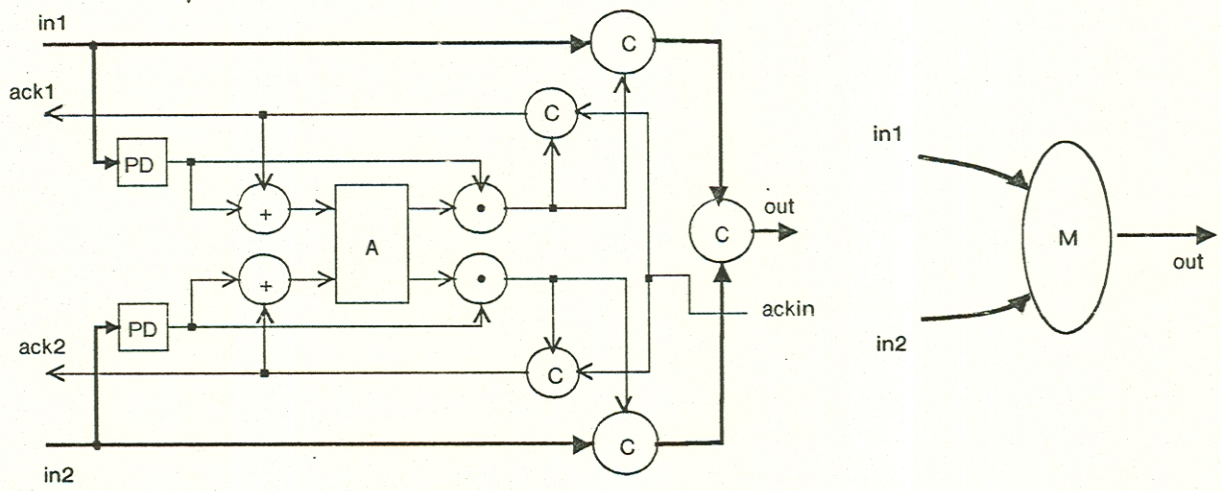 in1
C
ack1
C
in1
PD
+
•
out
A
C
M
out
+
•
ackin
PD
ack2
C
in2
C
in2